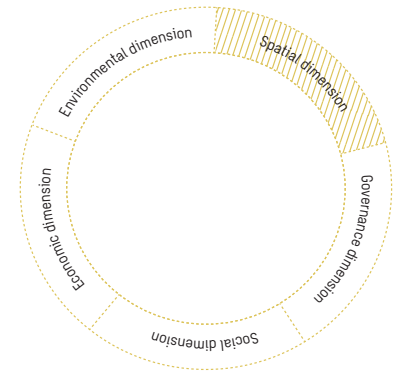 Environmental dimension
Spatial dimension
Governance dimension
Social dimension
Economic dimension